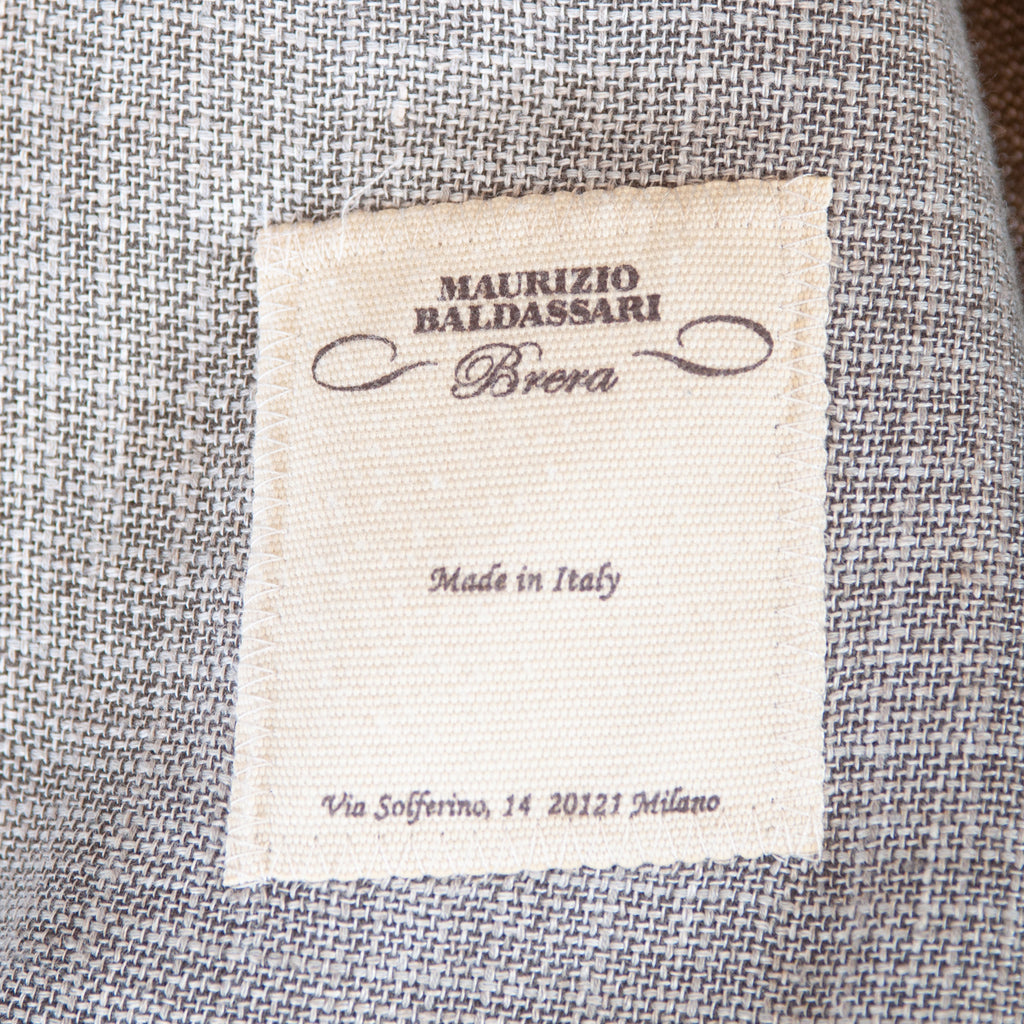 MAURIZIO
BALDASSARI
Brera
Made in Italy
Via Solferino, 14 20121 Milano